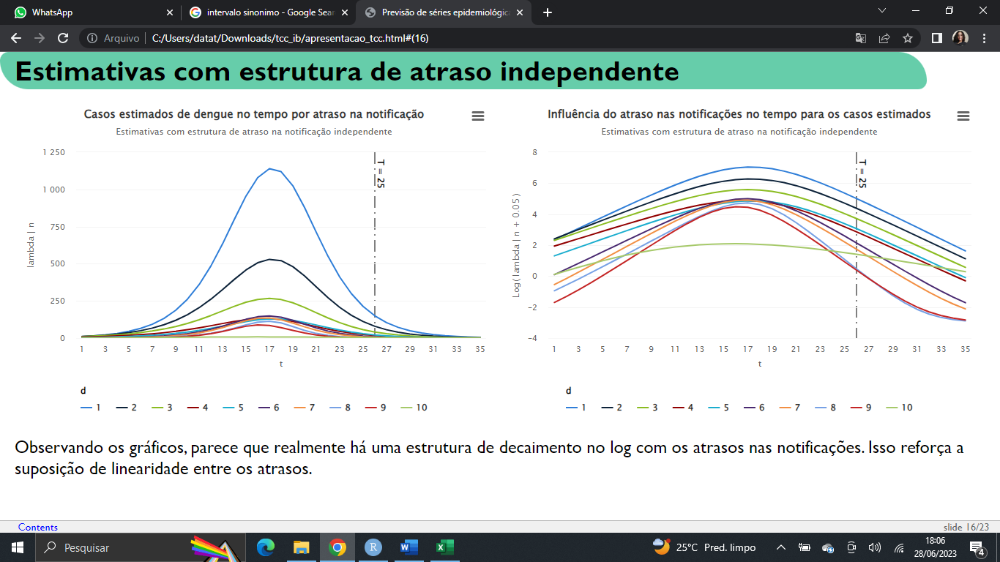 WhatsApp
intervalo sinonimo - Google Sear
Previsão de séries epidemiológica
Arquivo
C:/Users/datat/Downloads/tcc_ib/apresentacao_tcc.html#(16)
Estimativas com estrutura de atraso independente
Casos estimados de dengue no tempo por atraso na notificação
Estimativas com estrutura de atraso na notificação independente
lambda | n
1 250
1 000
750
500
250
0
T = 25
1 3 5 7 9 11 13 15 17 19 21 23 25 27 29 31 33 35
t
d
1 2 3 4 5 6 7 8 9 10
Influência do atraso nas notificações no tempo para os casos estimados
Estimativas com estrutura de atraso na notificação independente
Log( lambda | n + 0.05 )
8
6
4
2
0
−2
−4
T = 25
1 3 5 7 9 11 13 15 17 19 21 23 25 27 29 31 33 35
t
d
1 2 3 4 5 6 7 8 9 10
Observando os gráficos, parece que realmente há uma estrutura de decaimento no log com os atrasos nas notificações. Isso reforça a
suposição de linearidade entre os atrasos.
Contents
slide 16/23
Pesquisar
25°C Pred. limpo
18:06
28/06/2023
4